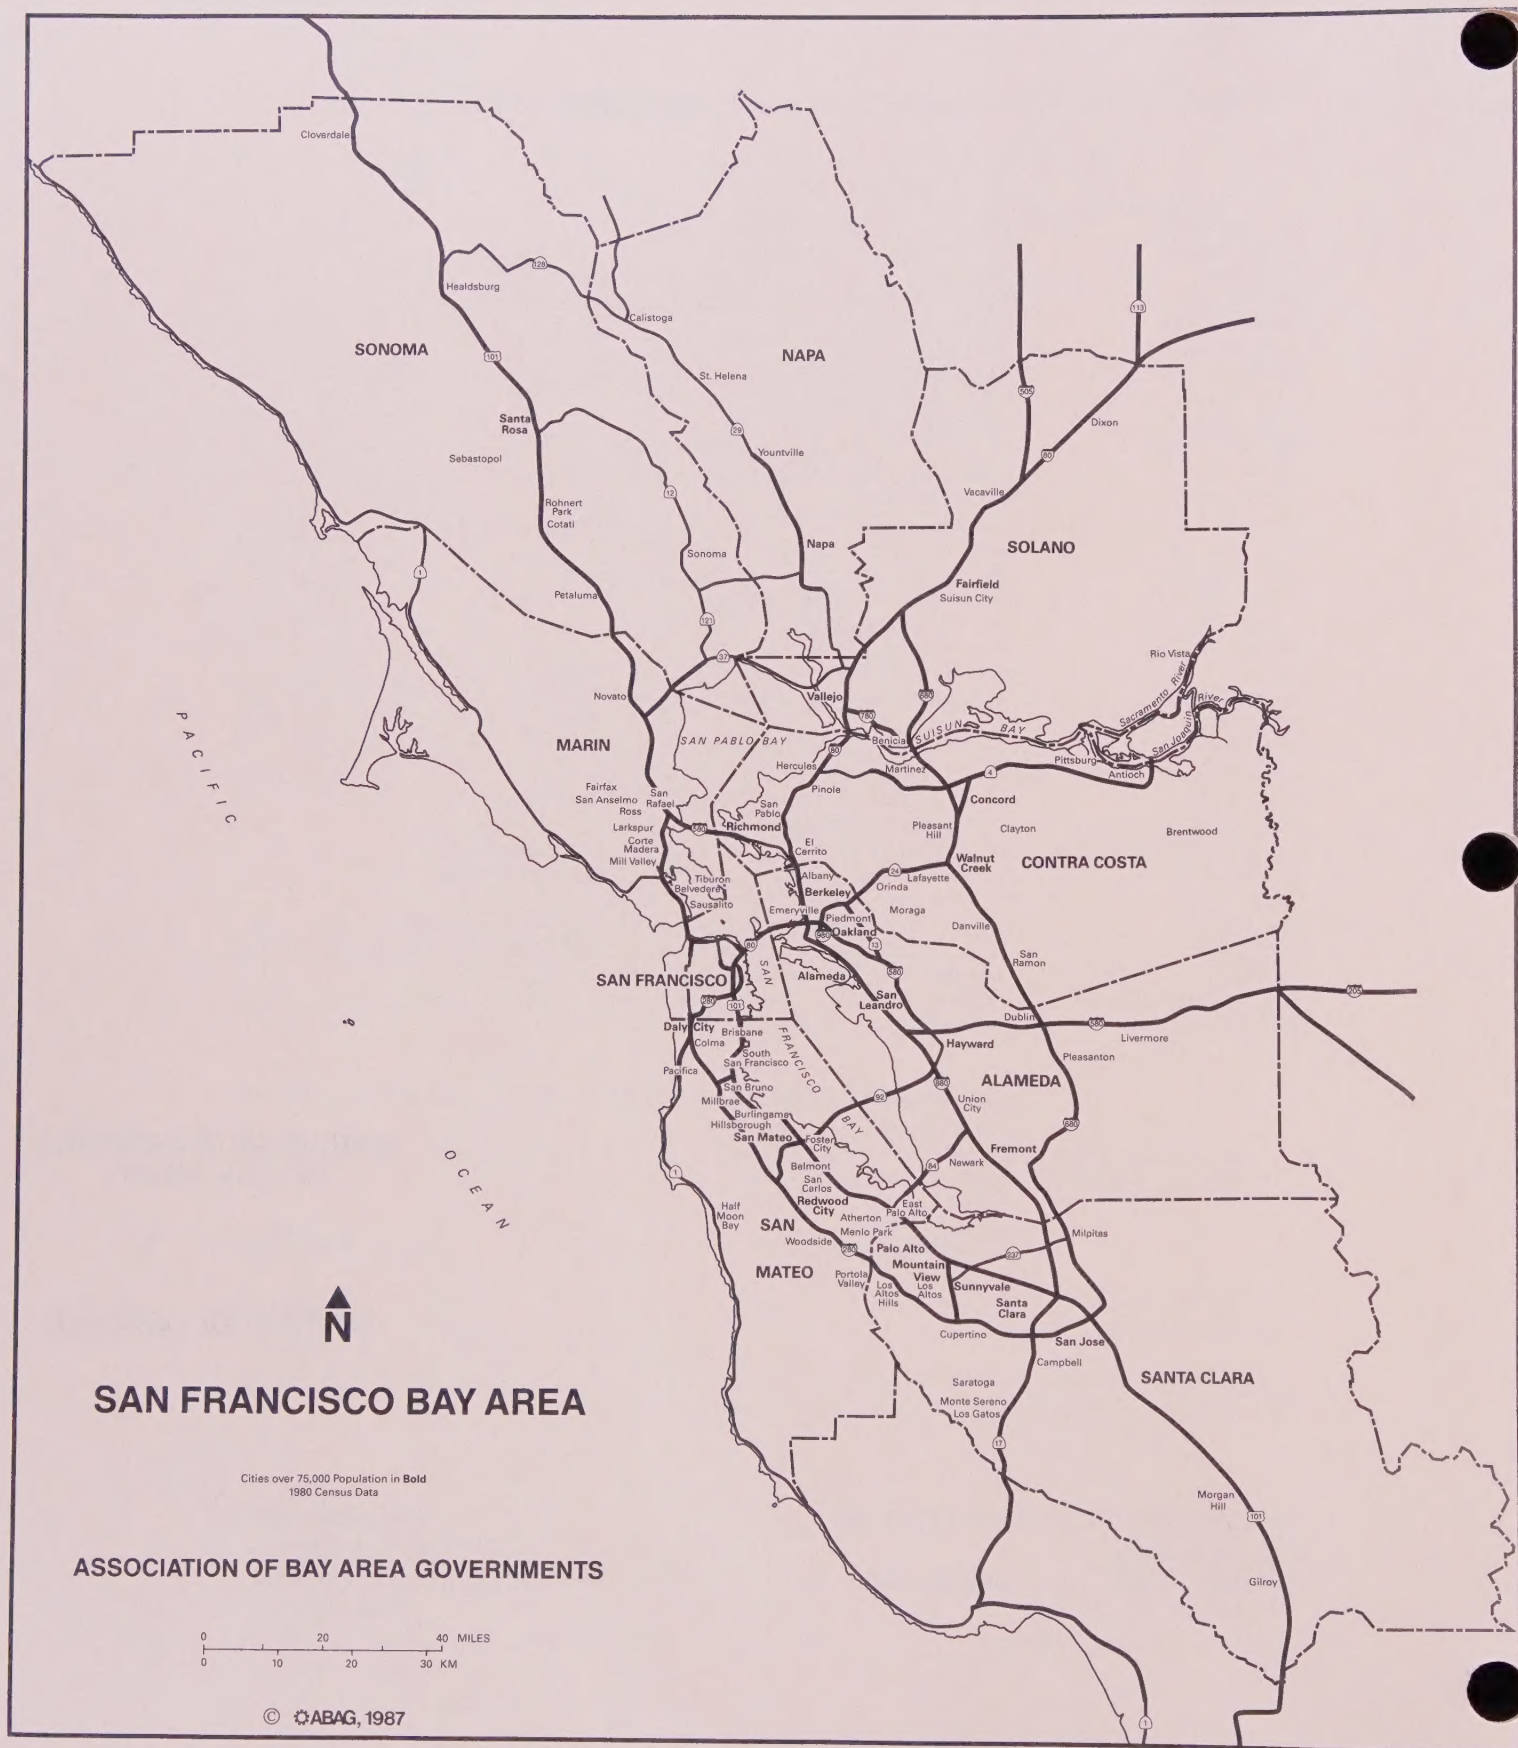 Cloverdale
128
Healdsburg
Calistoga
113
SONOMA
101
NAPA
St. Helena
505
Santa
Rosa
29
Dixon
80
Sebastopol
Yountville
12
Vacaville
Rohnert
Park
Cotati
Sonoma
Napa
SOLANO
1
Petaluma
Fairfield
Suisun City
121
37
Rio Vista
Novato
Vallejo
680
Sacramento River
San Joaquin River
780
SUISUN BAY
MARIN
SAN PABLO BAY
Benicia
80
Hercules
Martinez
4
Pittsburg
Antioch
Fairfax
San Anselmo
Ross
San
Rafael
Pinole
San
Pablo
Concord
Larkspur
580
Richmond
Pleasant
Hill
Clayton
Brentwood
Corte
Madera
Mill Valley
El
Cerrito
Walnut
Creek
CONTRA COSTA
Albany
24
Lafayette
Tiburon
Belvedere
Orinda
Berkeley
Sausalito
Emeryville
Piedmont
Moraga
Danville
980
Oakland
13
80
San
Ramon
SAN FRANCISCO
Alameda
580
280
101
San
Leandro
205
PACIFIC
OCEAN
SAN
FRANCISCO
BAY
Daly City
Brisbane
Dublin
580
Colma
Hayward
Livermore
South
San Francisco
Pleasanton
Pacifica
San Bruno
880
ALAMEDA
Millbrae
92
Union
City
Burlingame
Hillsborough
680
San Mateo
Foster
City
Fremont
1
Belmont
84
Newark
San
Carlos
Redwood
City
East
Palo Alto
Half
Moon
Bay
Atherton
SAN
MATEO
Menlo Park
Woodside
280
Palo Alto
237
Milpitas
Mountain
View
Portola
Valley
Los
Altos
Hills
Los
Altos
Sunnyvale
Santa
Clara
Cupertino
San Jose
Campbell
SANTA CLARA
Saratoga
Monte Sereno
Los Gatos
17
Morgan
Hill
101
Gilroy
1
N
SAN FRANCISCO BAY AREA
Cities over 75,000 Population in Bold
1980 Census Data
ASSOCIATION OF BAY AREA GOVERNMENTS
0 20 40 MILES
0 10 20 30 KM
© ABAG, 1987